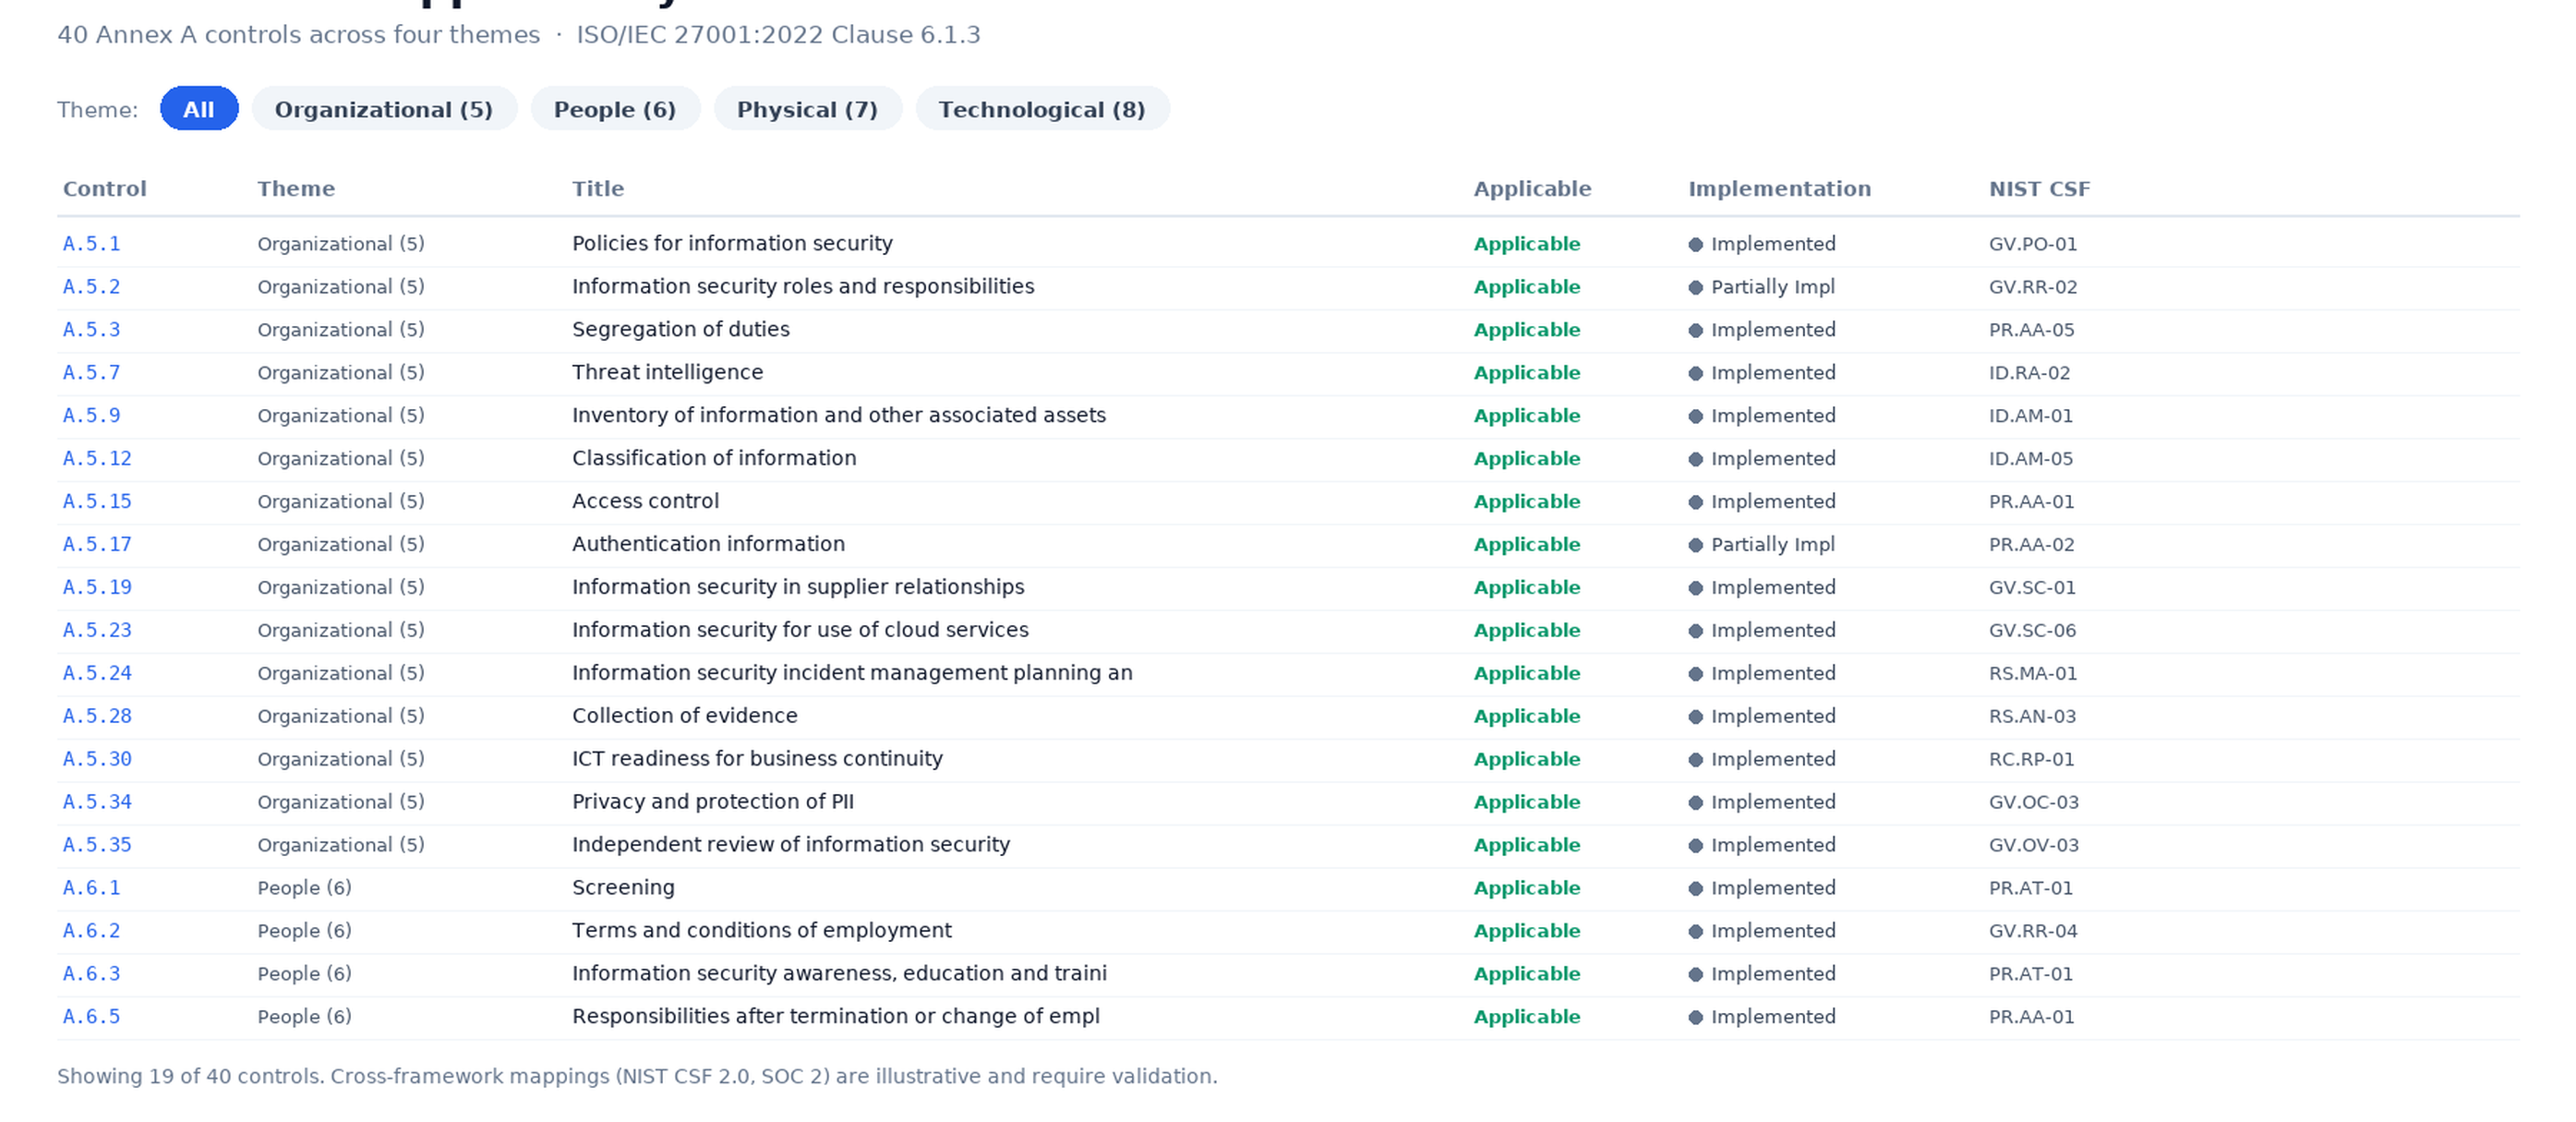 40 Annex A controls across four themes · ISO/IEC 27001:2022 Clause 6.1.3
Theme: All Organizational (5) People (6) Physical (7) Technological (8)
Control Theme Title Applicable Implementation NIST CSF
A.5.1 Organizational (5) Policies for information security Applicable Implemented GV.PO-01
A.5.2 Organizational (5) Information security roles and responsibilities Applicable Partially Impl GV.RR-02
A.5.3 Organizational (5) Segregation of duties Applicable Implemented PR.AA-05
A.5.7 Organizational (5) Threat intelligence Applicable Implemented ID.RA-02
A.5.9 Organizational (5) Inventory of information and other associated assets Applicable Implemented ID.AM-01
A.5.12 Organizational (5) Classification of information Applicable Implemented ID.AM-05
A.5.15 Organizational (5) Access control Applicable Implemented PR.AA-01
A.5.17 Organizational (5) Authentication information Applicable Partially Impl PR.AA-02
A.5.19 Organizational (5) Information security in supplier relationships Applicable Implemented GV.SC-01
A.5.23 Organizational (5) Information security for use of cloud services Applicable Implemented GV.SC-06
A.5.24 Organizational (5) Information security incident management planning an Applicable Implemented RS.MA-01
A.5.28 Organizational (5) Collection of evidence Applicable Implemented RS.AN-03
A.5.30 Organizational (5) ICT readiness for business continuity Applicable Implemented RC.RP-01
A.5.34 Organizational (5) Privacy and protection of PII Applicable Implemented GV.OC-03
A.5.35 Organizational (5) Independent review of information security Applicable Implemented GV.OV-03
A.6.1 People (6) Screening Applicable Implemented PR.AT-01
A.6.2 People (6) Terms and conditions of employment Applicable Implemented GV.RR-04
A.6.3 People (6) Information security awareness, education and traini Applicable Implemented PR.AT-01
A.6.5 People (6) Responsibilities after termination or change of empl Applicable Implemented PR.AA-01
Showing 19 of 40 controls. Cross-framework mappings (NIST CSF 2.0, SOC 2) are illustrative and require validation.